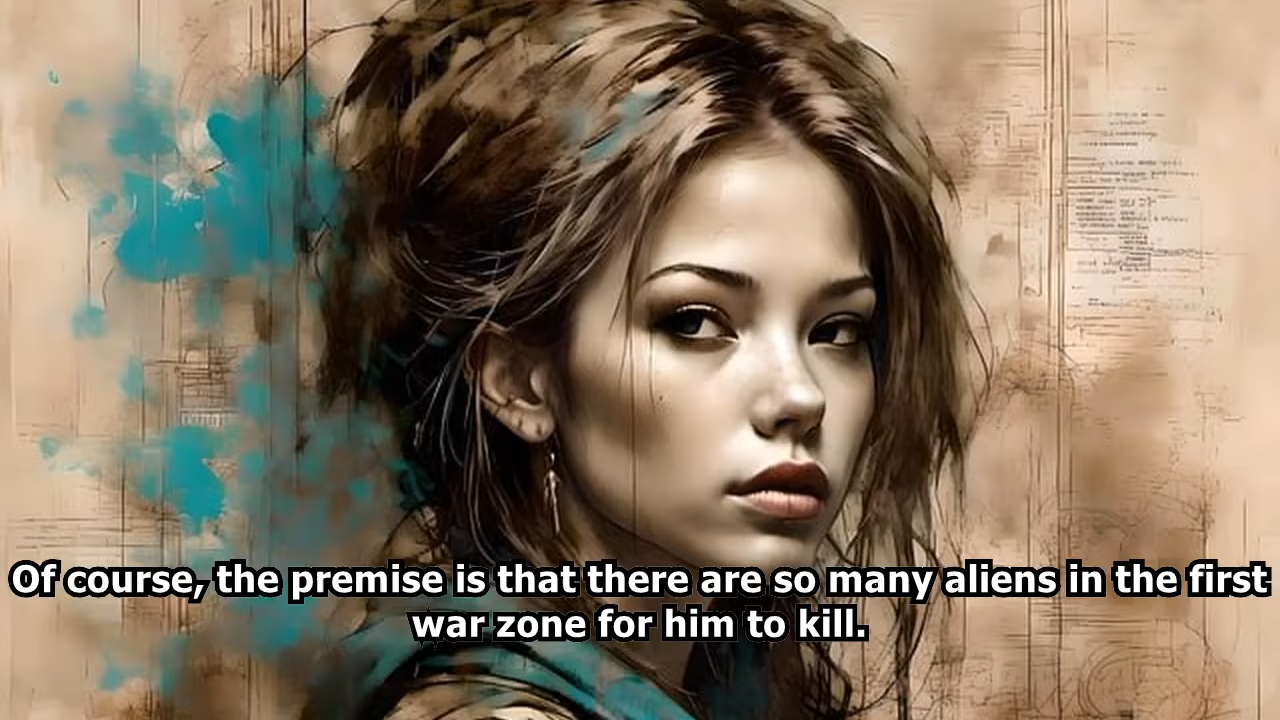 Of course, the premise is that there are so many aliens in the first
war zone for him to kill.